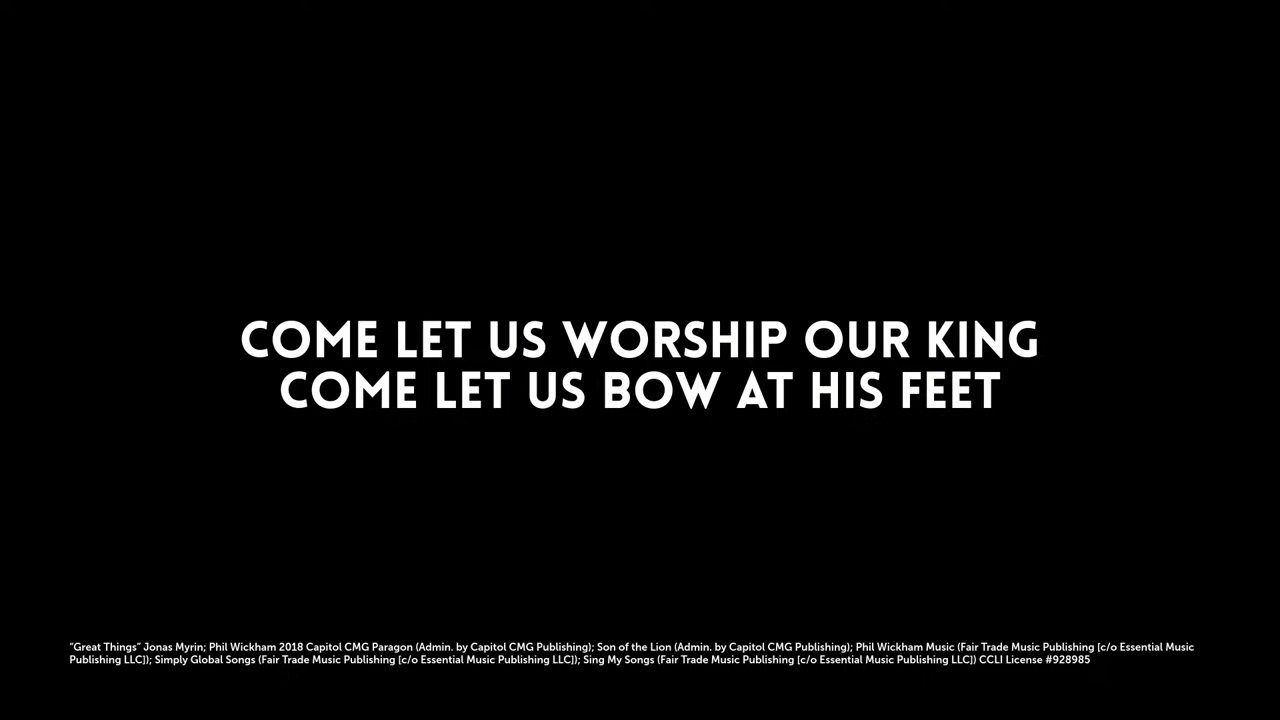 COME LET US WORSHIP OUR KING
COME LET US BOW AT HIS FEET
“Great Things” Jonas Myrin; Phil Wickham 2018 Capitol CMG Paragon (Admin. by Capitol CMG Publishing); Son of the Lion (Admin. by Capitol CMG Publishing); Phil Wickham Music (Fair Trade Music Publishing [c/o Essential Music
Publishing LLC]); Simply Global Songs (Fair Trade Music Publishing [c/o Essential Music Publishing LLC]); Sing My Songs (Fair Trade Music Publishing [c/o Essential Music Publishing LLC]) CCLI License #928985